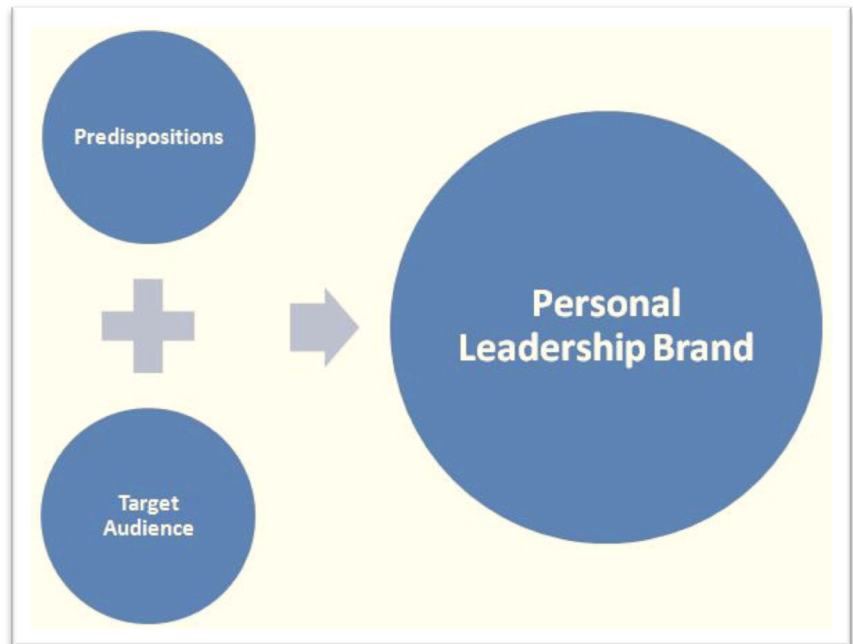 Predispositions
Target
Audience
Personal
Leadership Brand